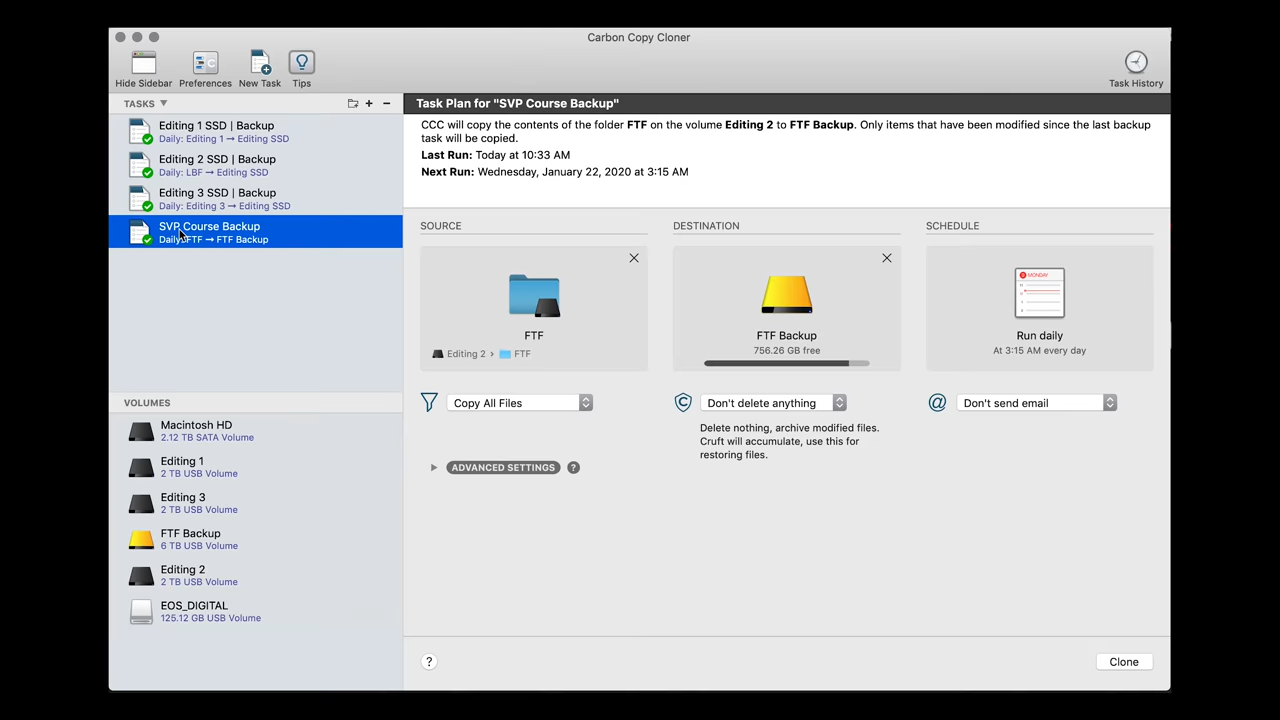 Carbon Copy Cloner
Hide Sidebar
Preferences
New Task
Tips
Task History
TASKS
Editing 1 SSD | Backup
Daily: Editing 1 → Editing SSD
Editing 2 SSD | Backup
Daily: LBF → Editing SSD
Editing 3 SSD | Backup
Daily: Editing 3 → Editing SSD
SVP Course Backup
Daily: FTF → FTF Backup
VOLUMES
Macintosh HD
2.12 TB SATA Volume
Editing 1
2 TB USB Volume
Editing 3
2 TB USB Volume
FTF Backup
6 TB USB Volume
Editing 2
2 TB USB Volume
EOS_DIGITAL
125.12 GB USB Volume
Task Plan for "SVP Course Backup"
CCC will copy the contents of the folder FTF on the volume Editing 2 to FTF Backup. Only items that have been modified since the last backup
task will be copied.
Last Run: Today at 10:33 AM
Next Run: Wednesday, January 22, 2020 at 3:15 AM
SOURCE
FTF
Editing 2 › FTF
Copy All Files
ADVANCED SETTINGS ?
DESTINATION
FTF Backup
756.26 GB free
Don't delete anything
Delete nothing, archive modified files.
Cruft will accumulate, use this for
restoring files.
SCHEDULE
MONDAY
Run daily
At 3:15 AM every day
@ Don't send email
?
Clone